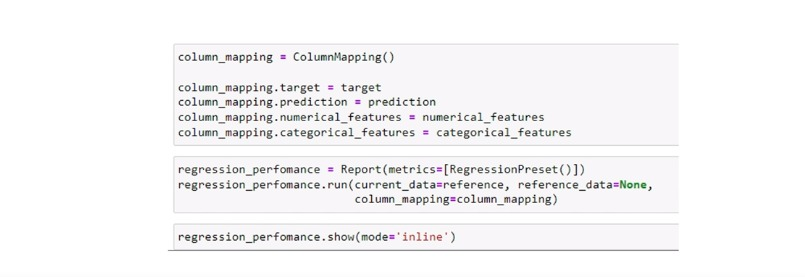 column_mapping = ColumnMapping()
column_mapping.target = target
column_mapping.prediction = prediction
column_mapping.numerical_features = numerical_features
column_mapping.categorical_features = categorical_features
regression_perfomance = Report(metrics=[RegressionPreset()])
regression_perfomance.run(current_data=reference, reference_data=None,
column_mapping=column_mapping)
regression_perfomance.show(mode='inline')